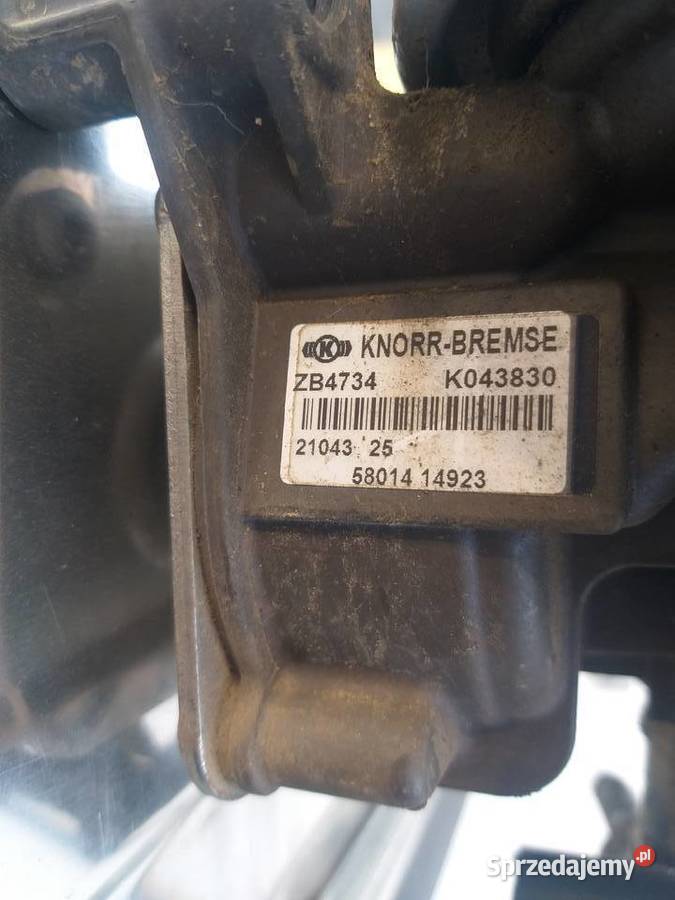 K KNORR-BREMSE
ZB4734 K043830
21043 25
58014 14923
Sprzedajemy.pl